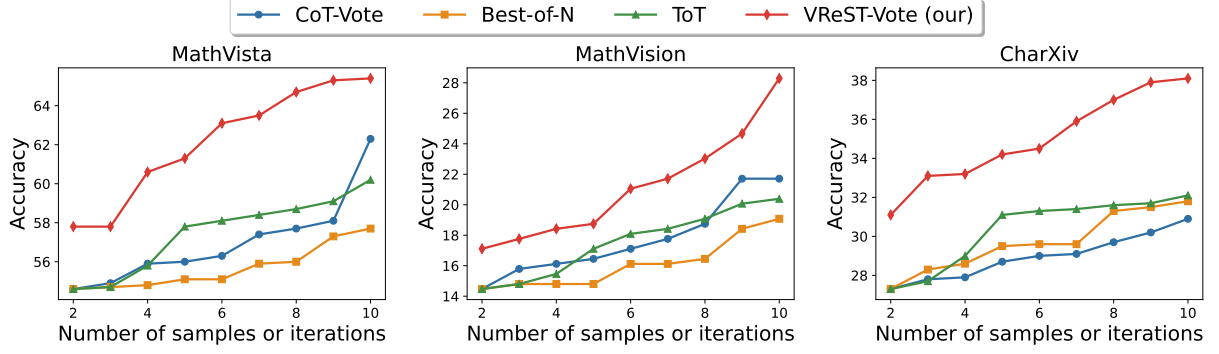 CoT-Vote Best-of-N ToT VReST-Vote (our)
MathVista
64
62
60
58
56
2 4 6 8 10
Accuracy
Number of samples or iterations
MathVision
28
26
24
22
20
18
16
14
2 4 6 8 10
Accuracy
Number of samples or iterations
CharXiv
38
36
34
32
30
28
2 4 6 8 10
Accuracy
Number of samples or iterations